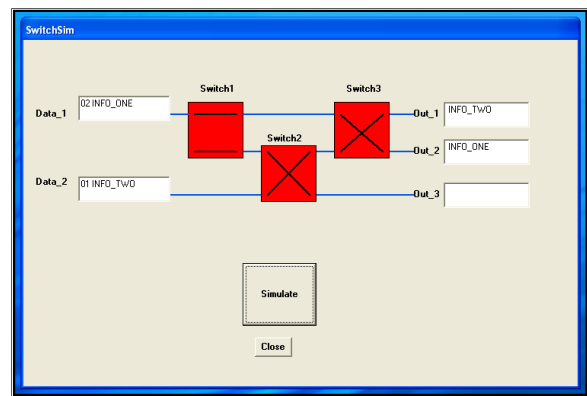 SwitchSim
Switch1
Switch3
Data_1
02 INFO_ONE
Out_1
INFO_TWO
Switch2
Out_2
INFO_ONE
Data_2
01 INFO_TWO
Out_3
Simulate
Close